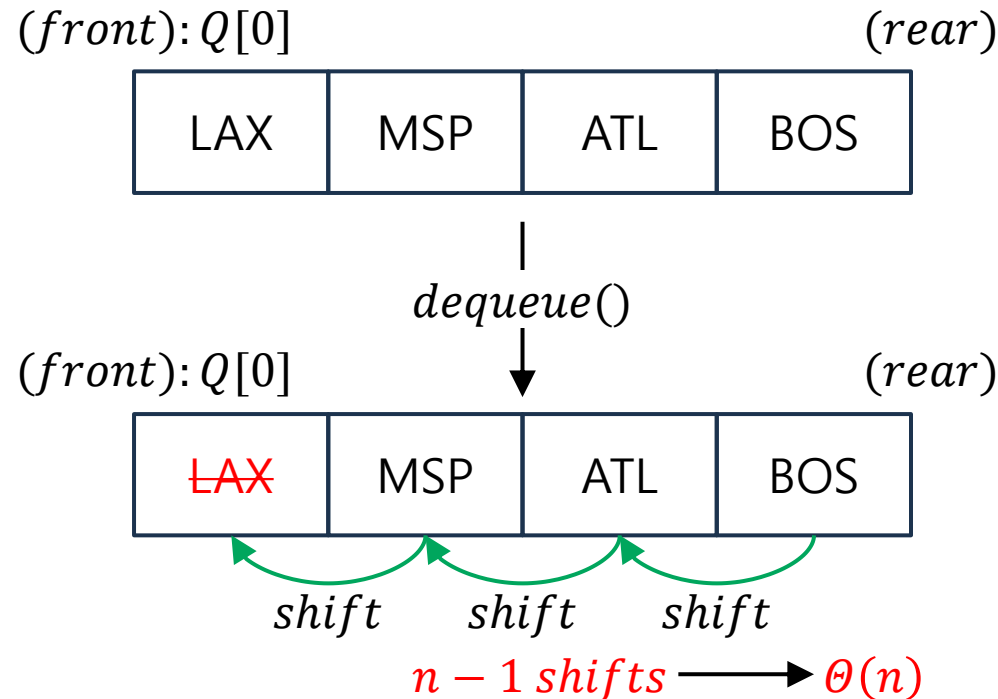 (front): Q[0] (rear)
LAX MSP ATL BOS
dequeue()
(front): Q[0] (rear)
LAX MSP ATL BOS
shift shift shift
n − 1 shifts Θ(n)